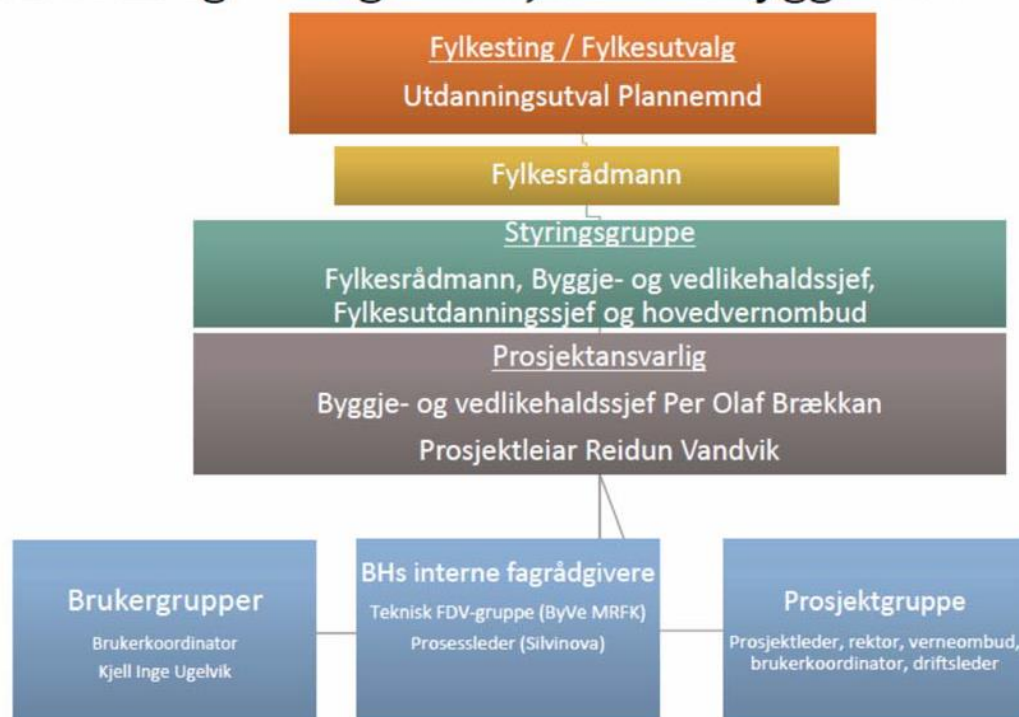 Fylkesting / Fylkesutvalg
Utdanningsutval Plannemnd
Fylkesrådmann
Styringsgruppe
Fylkesrådmann, Byggje- og vedlikehaldssjef,
Fylkesutdanningssjef og hovedvernombud
Prosjektansvarlig
Byggje- og vedlikehaldssjef Per Olaf Brækkan
Prosjektleiar Reidun Vandvik
Brukergrupper
Brukerkoordinator
Kjell Inge Ugelvik
BHs interne fagrådgivere
Teknisk FDV-gruppe (ByVe MRFK)
Prosessleder (Silvinova)
Prosjektgruppe
Prosjektleder, rektor, verneombud,
brukerkoordinator, driftsleder